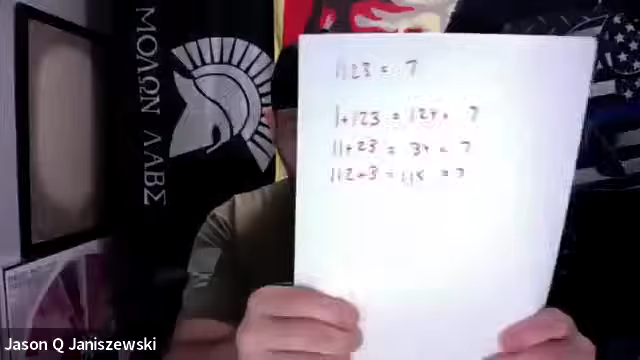 ΜΟΛΩΝ ΛΑΒΕ
1123 = 7
1+123 = 124 = 7
11+23 = 34 = 7
112+3 = 115 = 7
Jason Q Janiszewski